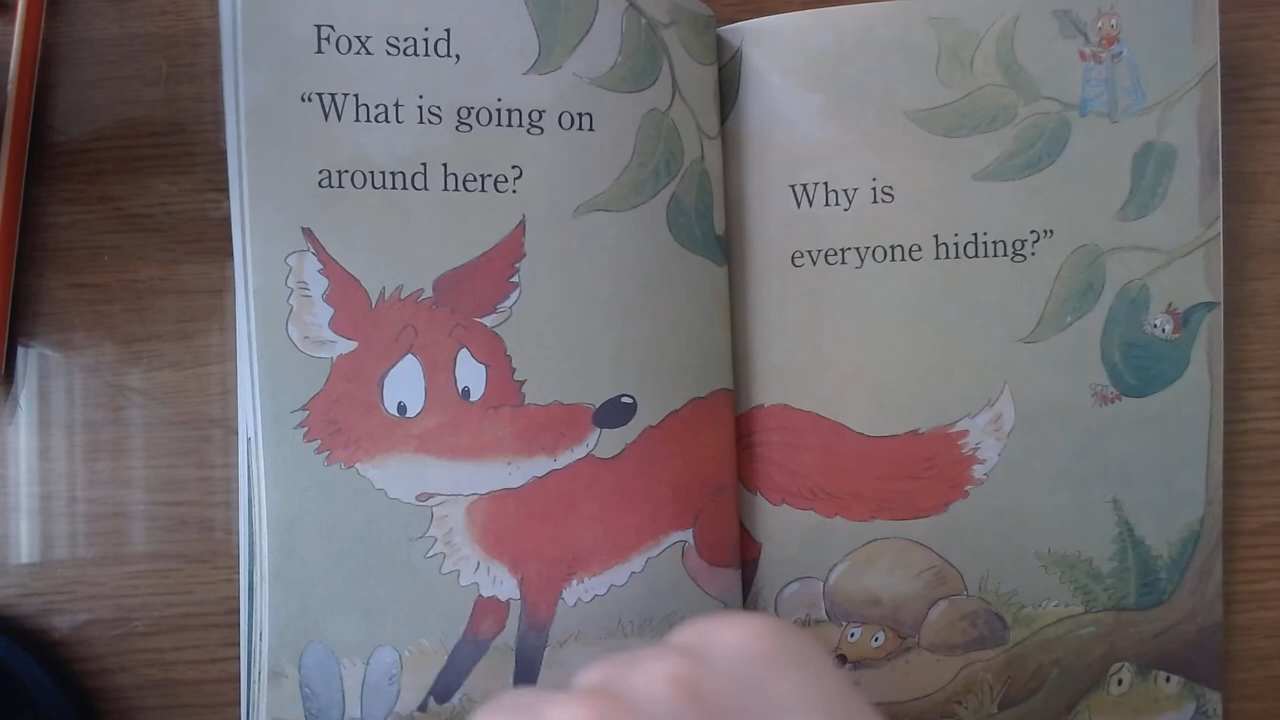 Fox said,
“What is going on
around here?
Why is
everyone hiding?”